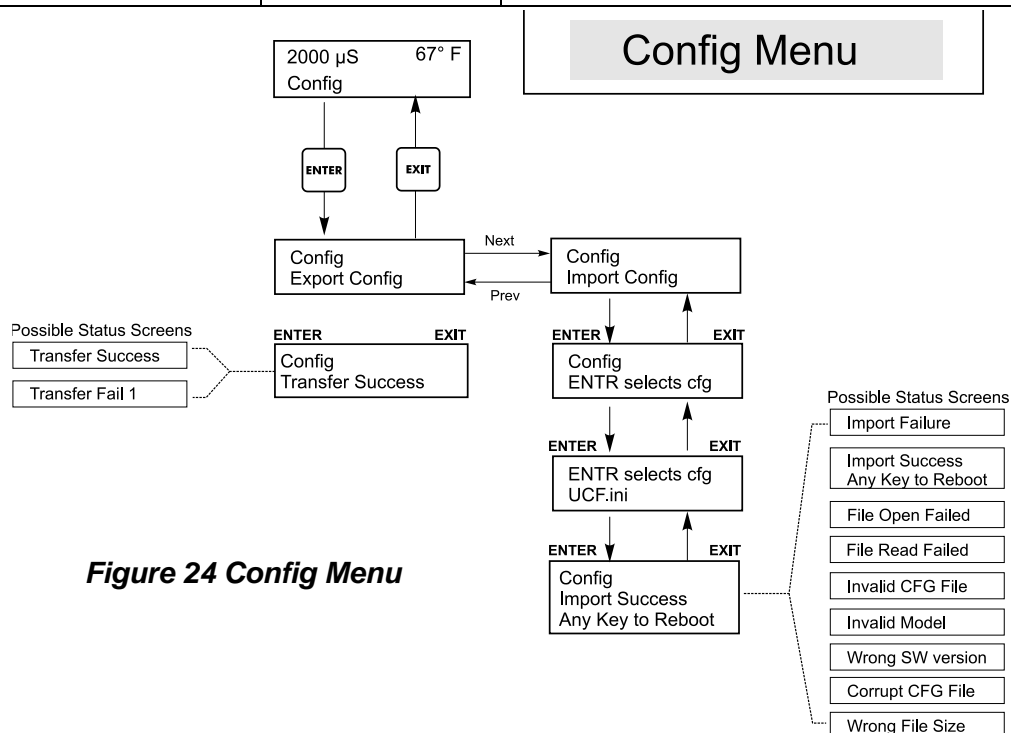 Config Menu
2000 µS 67° F
Config
ENTER
EXIT
Config
Export Config
Next
Prev
Config
Import Config
Possible Status Screens
Transfer Success
Transfer Fail 1
ENTER EXIT
Config
Transfer Success
ENTER EXIT
Config
ENTR selects cfg
ENTER EXIT
ENTR selects cfg
UCF.ini
ENTER EXIT
Config
Import Success
Any Key to Reboot
Possible Status Screens
Import Failure
Import Success
Any Key to Reboot
File Open Failed
File Read Failed
Invalid CFG File
Invalid Model
Wrong SW version
Corrupt CFG File
Wrong File Size
Figure 24 Config Menu